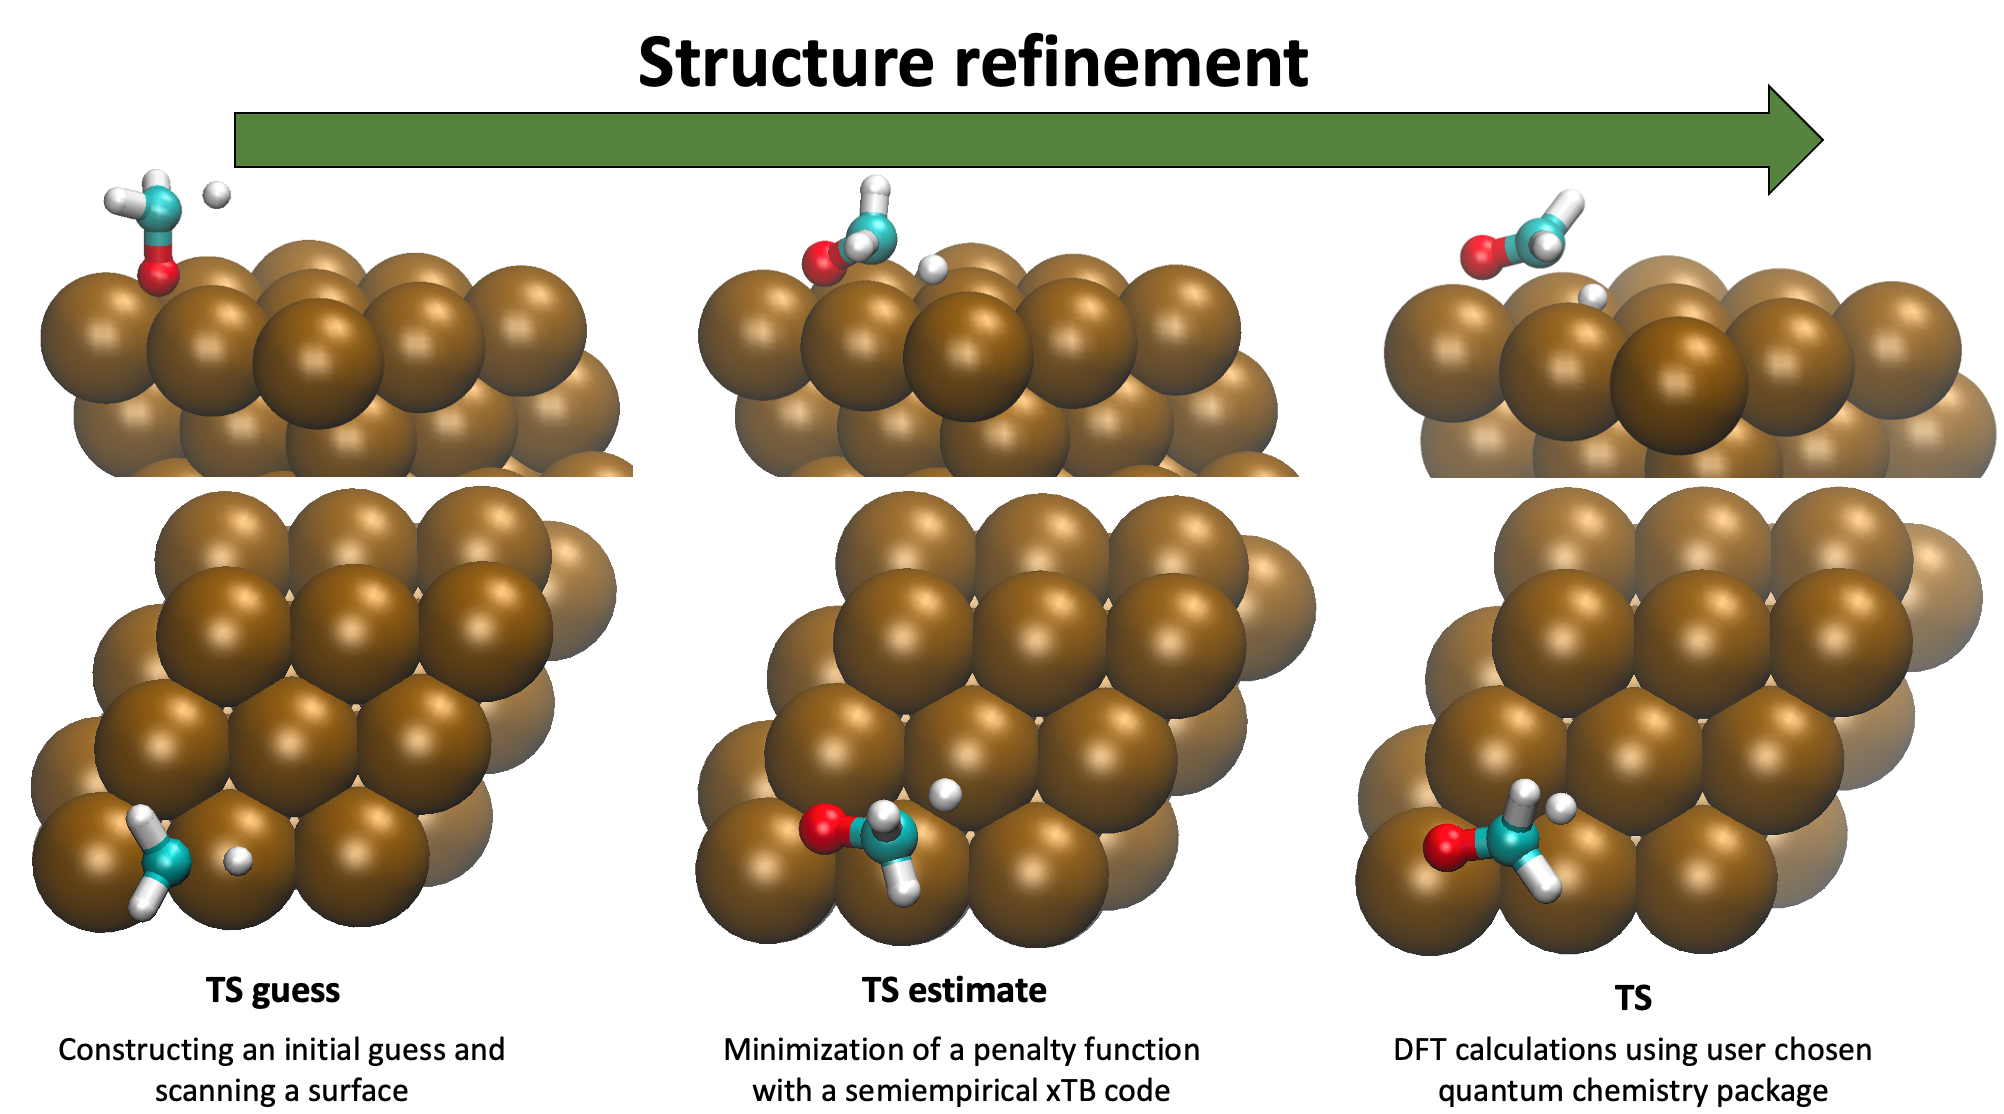 Structure refinement
TS guess
Constructing an initial guess and
scanning a surface
TS estimate
Minimization of a penalty function
with a semiempirical xTB code
TS
DFT calculations using user chosen
quantum chemistry package